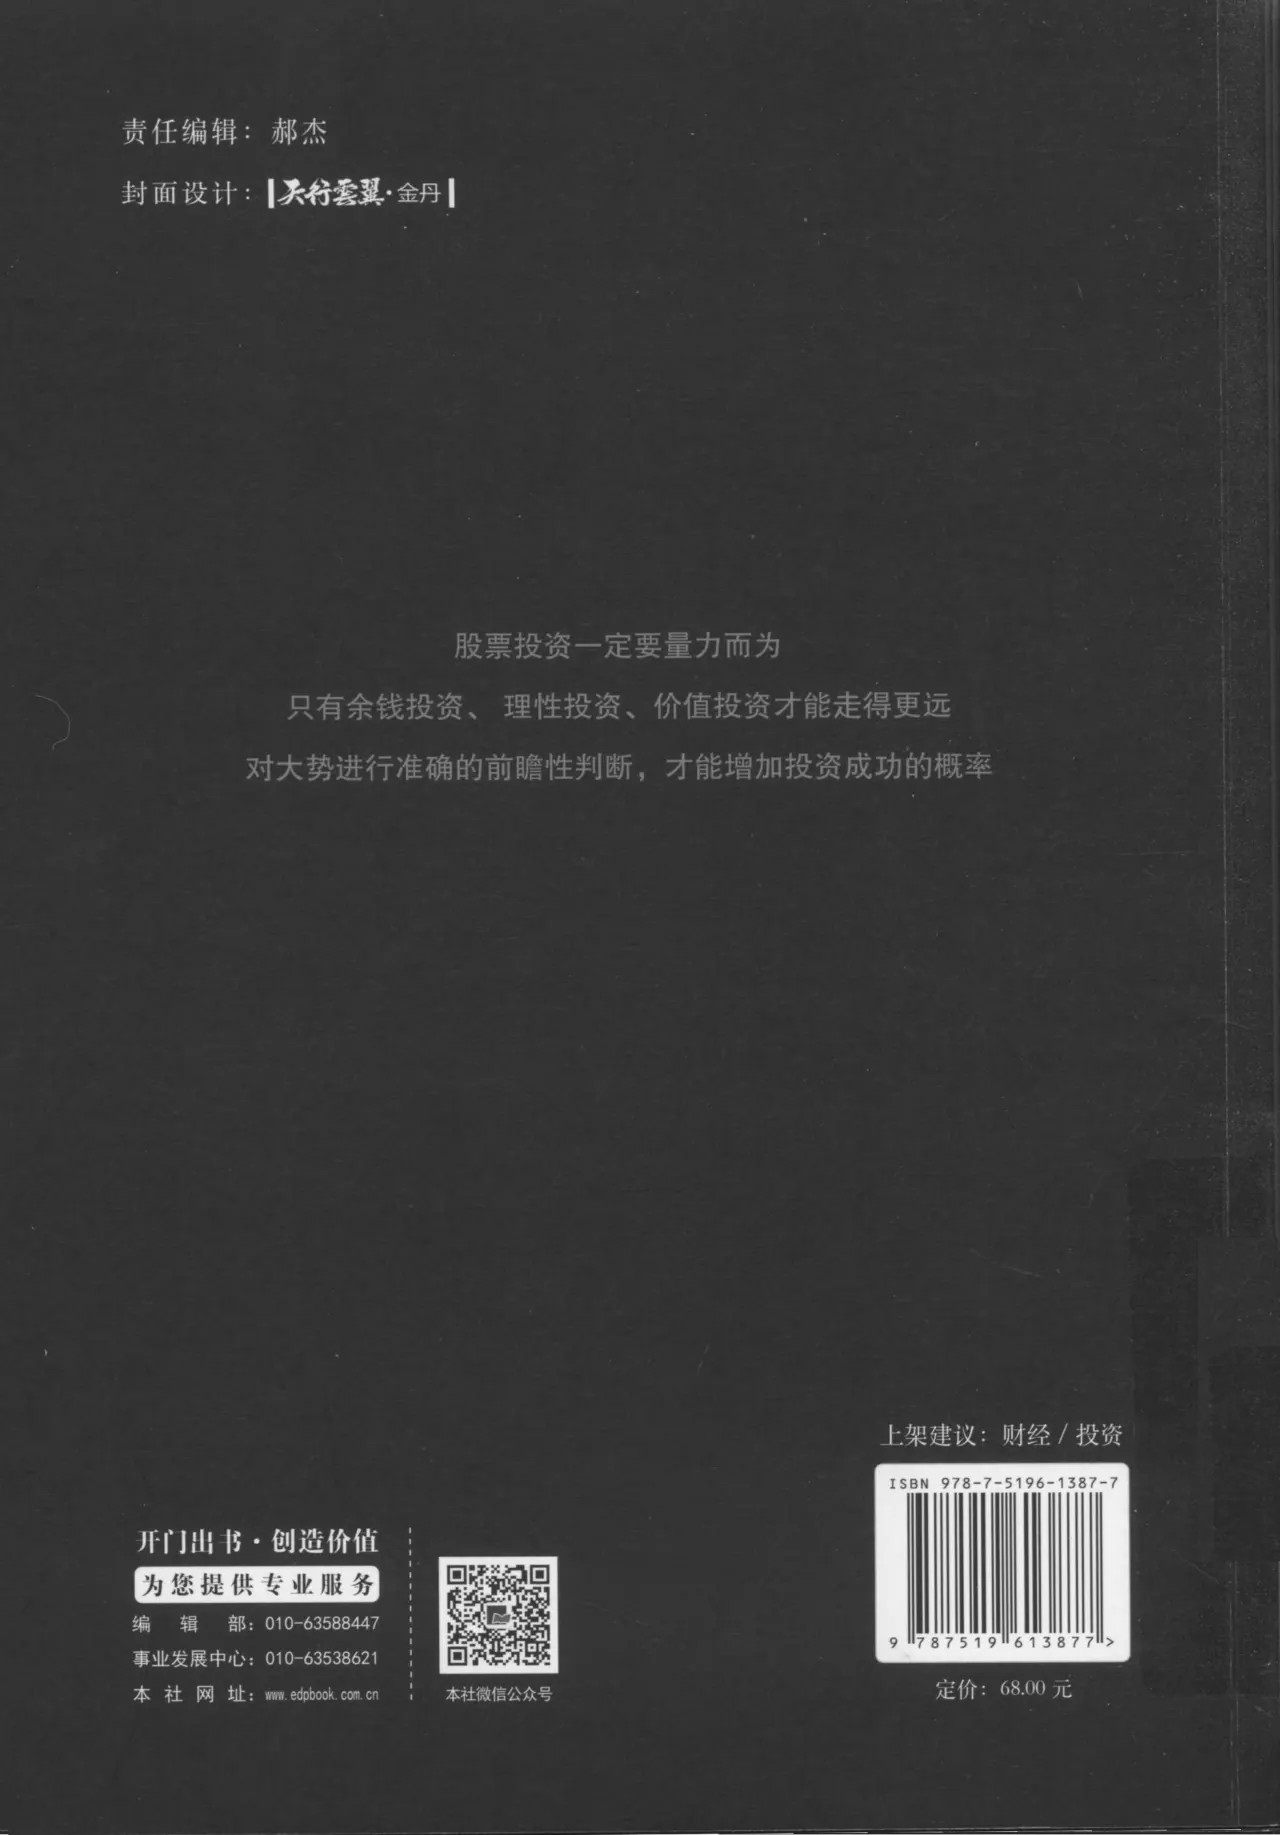 责任编辑：郝杰
封面设计：天行雲翼·金丹
股票投资一定要量力而为
只有余钱投资、理性投资、价值投资才能走得更远
对大势进行准确的前瞻性判断，才能增加投资成功的概率
上架建议：财经/投资
ISBN 978-7-5196-1387-7
9 787519 613877>
定价：68.00 元
开门出书·创造价值
为您提供专业服务
编辑部：010-63588447
事业发展中心：010-63538621
本社网址：www.edpbook.com.cn
本社微信公众号